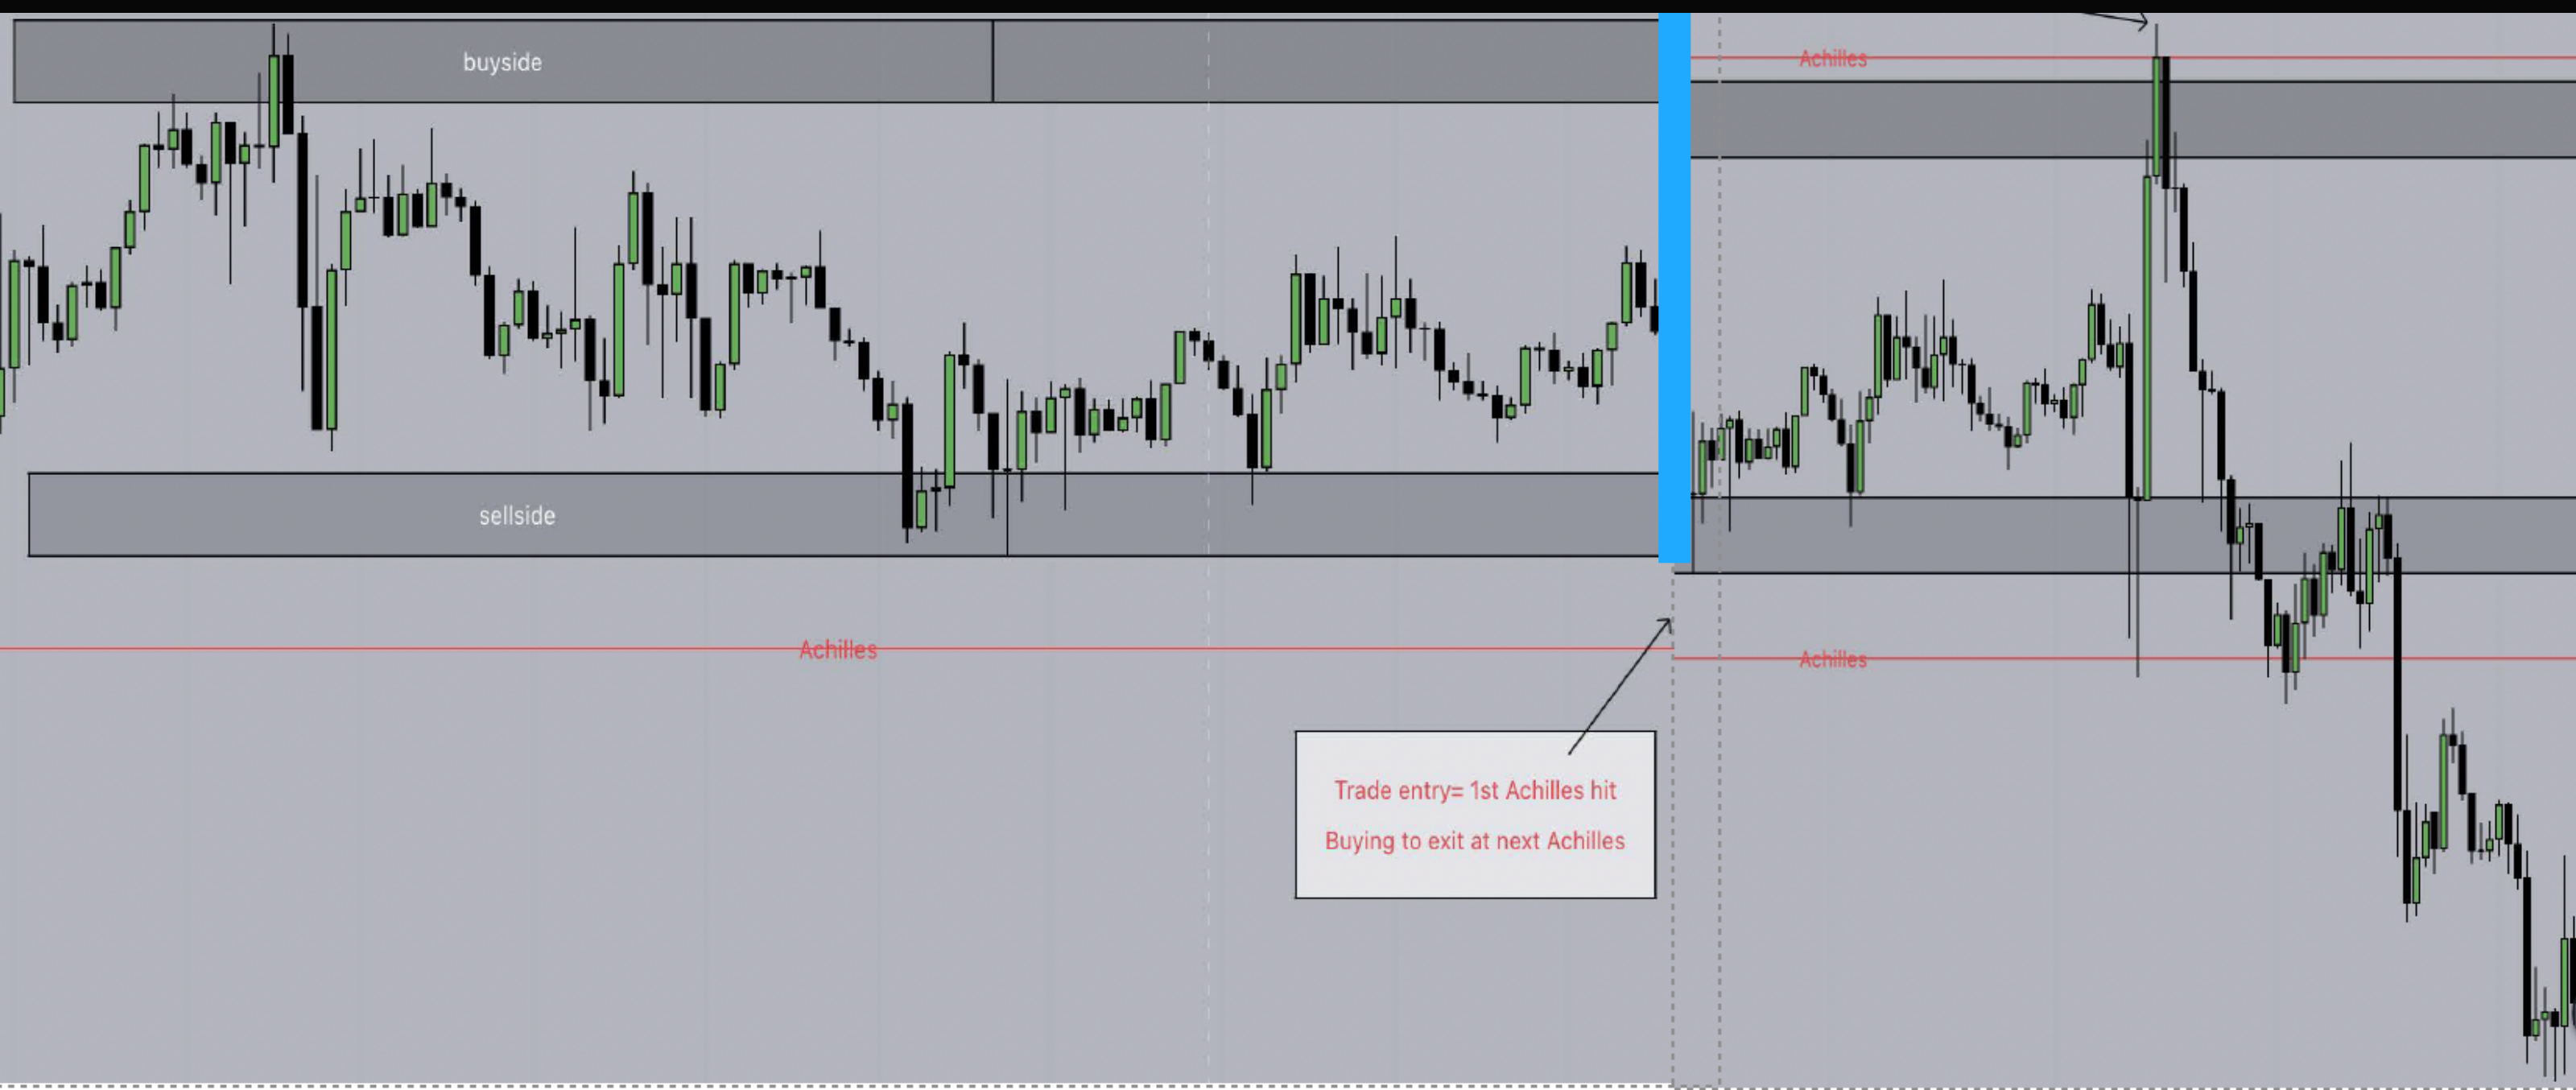 buyside
Achilles
sellside
Achilles
Achilles
Trade entry= 1st Achilles hit
Buying to exit at next Achilles